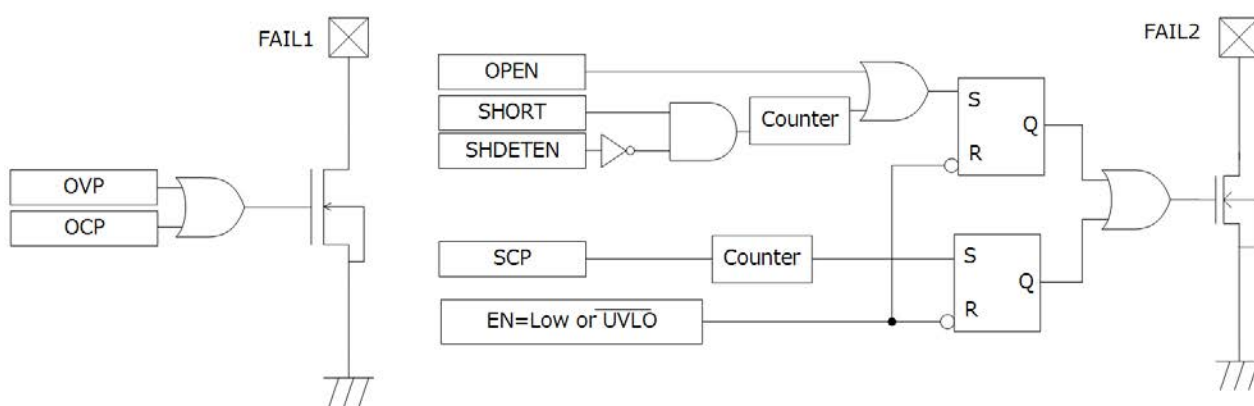 FAIL1
OVP
OCP
FAIL2
OPEN
SHORT
SHDETEN
Counter
S
Q
R
SCP
Counter
S
Q
R
EN=Low or UVLO